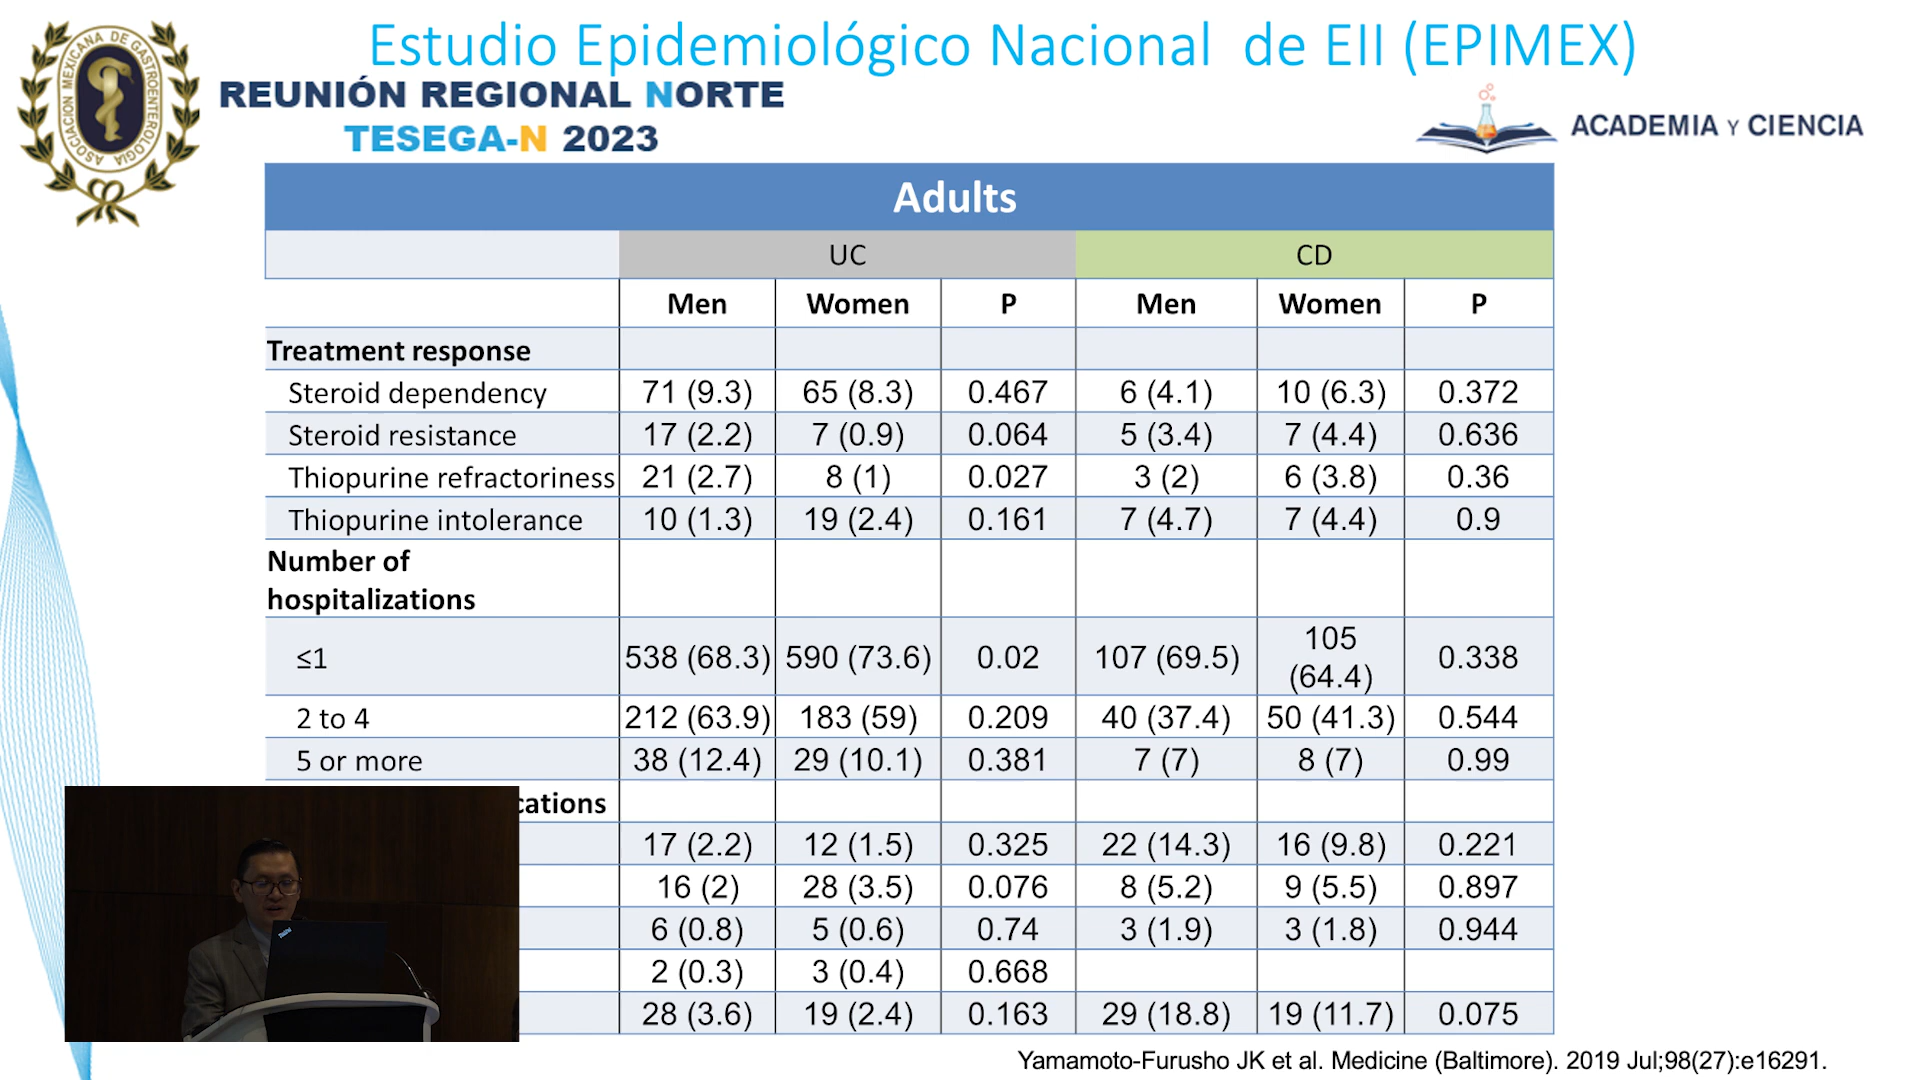 Estudio Epidemiológico Nacional de EII (EPIMEX)
ASOCIACION MEXICANA DE GASTROENTEROLOGIA
REUNIÓN REGIONAL NORTE
TESEGA-N 2023
ACADEMIA Y CIENCIA
Adults
UC CD
Men Women P Men Women P
Treatment response
Steroid dependency 71 (9.3) 65 (8.3) 0.467 6 (4.1) 10 (6.3) 0.372
Steroid resistance 17 (2.2) 7 (0.9) 0.064 5 (3.4) 7 (4.4) 0.636
Thiopurine refractoriness 21 (2.7) 8 (1) 0.027 3 (2) 6 (3.8) 0.36
Thiopurine intolerance 10 (1.3) 19 (2.4) 0.161 7 (4.7) 7 (4.4) 0.9
Number of
hospitalizations
≤1 538 (68.3) 590 (73.6) 0.02 107 (69.5) 105 (64.4) 0.338
2 to 4 212 (63.9) 183 (59) 0.209 40 (37.4) 50 (41.3) 0.544
5 or more 38 (12.4) 29 (10.1) 0.381 7 (7) 8 (7) 0.99
cations
17 (2.2) 12 (1.5) 0.325 22 (14.3) 16 (9.8) 0.221
16 (2) 28 (3.5) 0.076 8 (5.2) 9 (5.5) 0.897
6 (0.8) 5 (0.6) 0.74 3 (1.9) 3 (1.8) 0.944
2 (0.3) 3 (0.4) 0.668
28 (3.6) 19 (2.4) 0.163 29 (18.8) 19 (11.7) 0.075
Yamamoto-Furusho JK et al. Medicine (Baltimore). 2019 Jul;98(27):e16291.